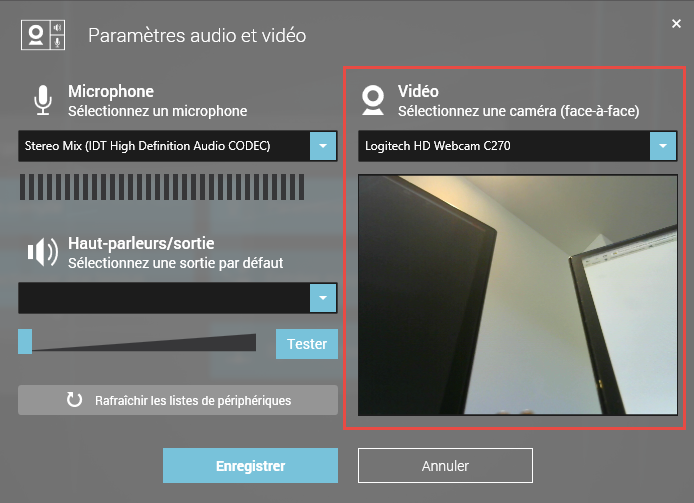 Paramètres audio et vidéo
Microphone
Sélectionnez un microphone
Stereo Mix (IDT High Definition Audio CODEC)
Haut-parleurs/sortie
Sélectionnez une sortie par défaut
Tester
Rafraîchir les listes de périphériques
Vidéo
Sélectionnez une caméra (face-à-face)
Logitech HD Webcam C270
Enregistrer
Annuler